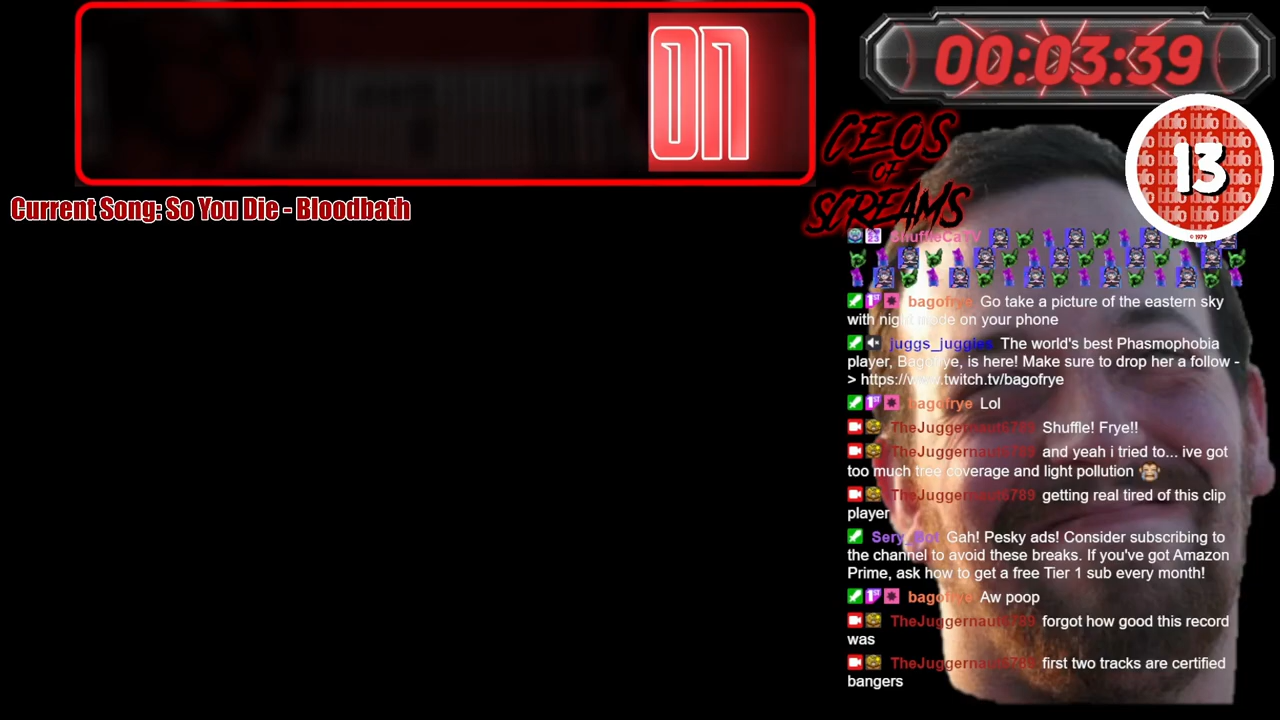 ON
00:03:39
CEOS
OF
SCREAMS
13
© 1979
Current Song: So You Die - Bloodbath
ShuffleCaTV
bagofrye Go take a picture of the eastern sky
with night mode on your phone
juggs_juggies The world's best Phasmophobia
player, Bagofrye, is here! Make sure to drop her a follow -
> https://www.twitch.tv/bagofrye
bagofrye Lol
TheJuggernaut6789 Shuffle! Frye!!
TheJuggernaut6789 and yeah i tried to... ive got
too much tree coverage and light pollution
TheJuggernaut6789 getting real tired of this clip
player
Sery_Bot Gah! Pesky ads! Consider subscribing to
the channel to avoid these breaks. If you've got Amazon
Prime, ask how to get a free Tier 1 sub every month!
bagofrye Aw poop
TheJuggernaut6789 forgot how good this record
was
TheJuggernaut6789 first two tracks are certified
bangers